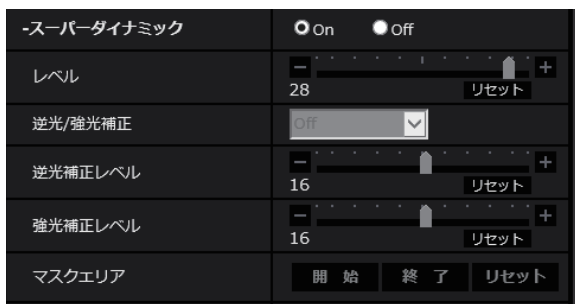 -スーパーダイナミック On Off
レベル
28 リセット
逆光/強光補正 Off
逆光補正レベル
16 リセット
強光補正レベル
16 リセット
マスクエリア 開始 終了 リセット